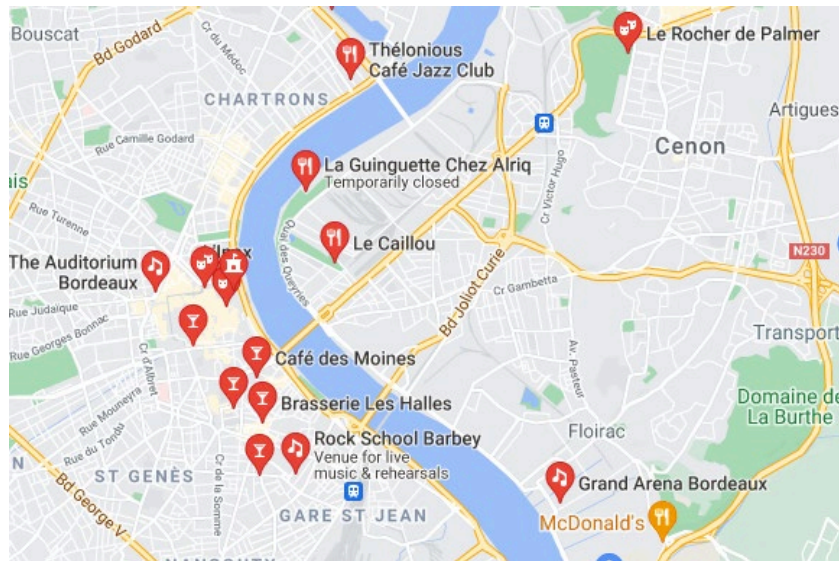 Bouscat
Bd Godard
Cr du Médoc
Thélonious
Café Jazz Club
Le Rocher de Palmer
CHARTRONS
Artigues
Rue Camille Godard
Cenon
La Guinguette Chez Alriq
Temporarily closed
Cr Victor Hugo
Rue Turenne
Quai des Queyries
Le Caillou
N230
The Auditorium
Bordeaux
Bd Joliot Curie
Cr Gambetta
Rue Judaïque
Rue Georges Bonnac
Transport
Café des Moines
Cr d'Albret
Av. Pasteur
Rue Mouneyra
Brasserie Les Halles
Domaine de
La Burthe
Rue du Tondu
Rock School Barbey
Venue for live
music & rehearsals
Floirac
ST GENÈS
Cr de la Somme
Grand Arena Bordeaux
Bd George V
GARE ST JEAN
McDonald's